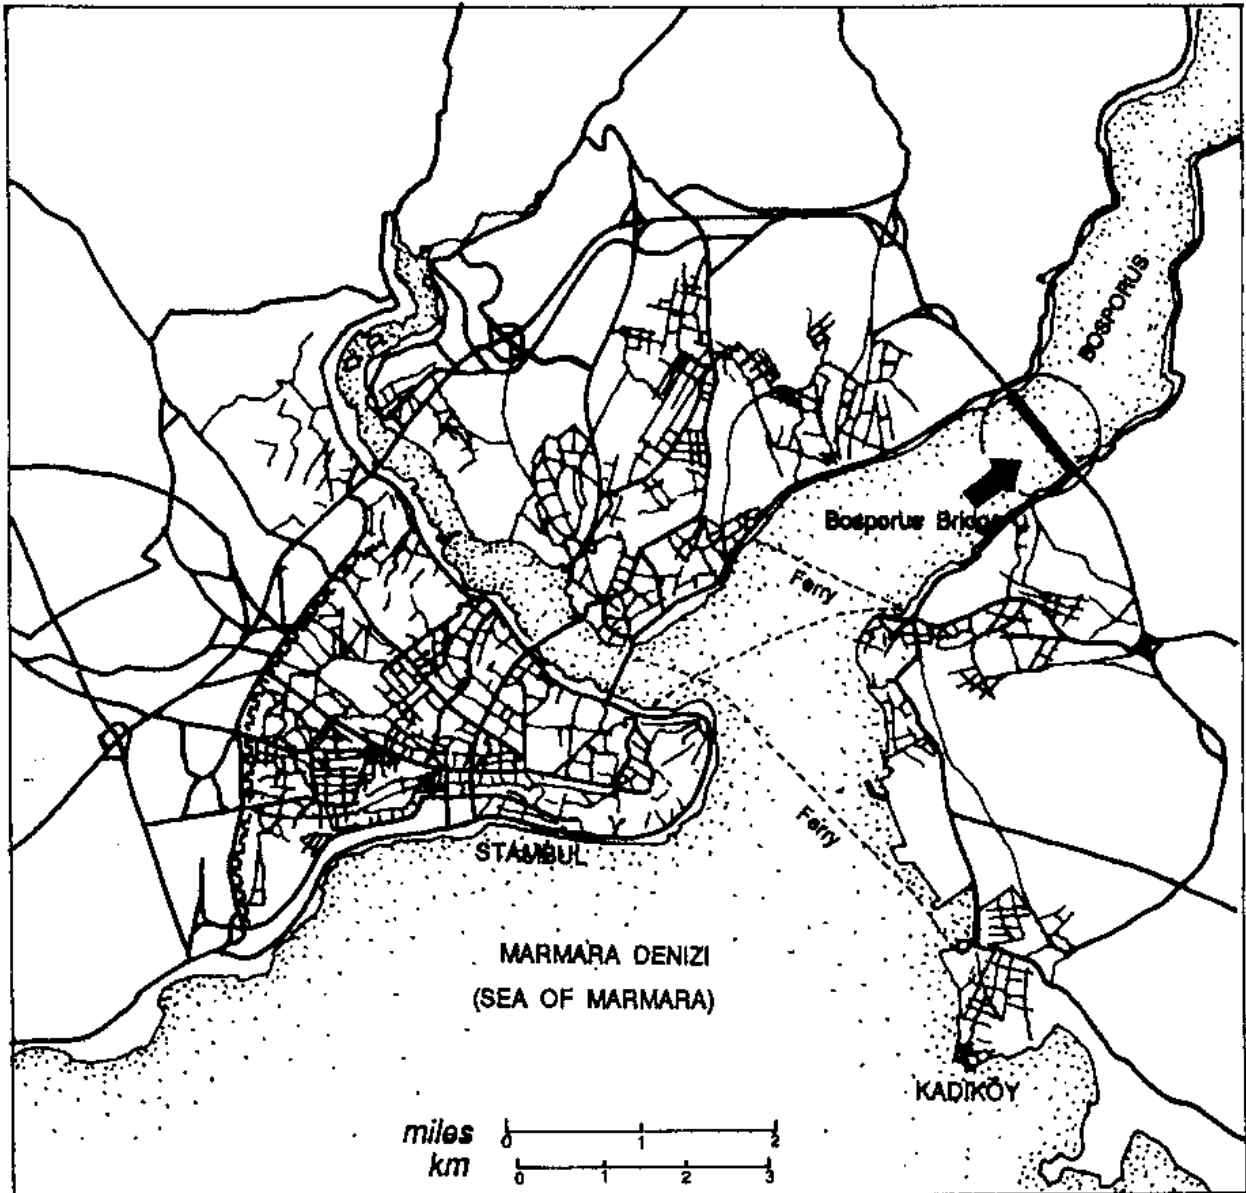 BOSPORUS
Bosporus Bridge
Ferry
Ferry
STAMBUL
MARMARA DENIZI
(SEA OF MARMARA)
KADIKÖY
miles 0 1 2
km 0 1 2 3